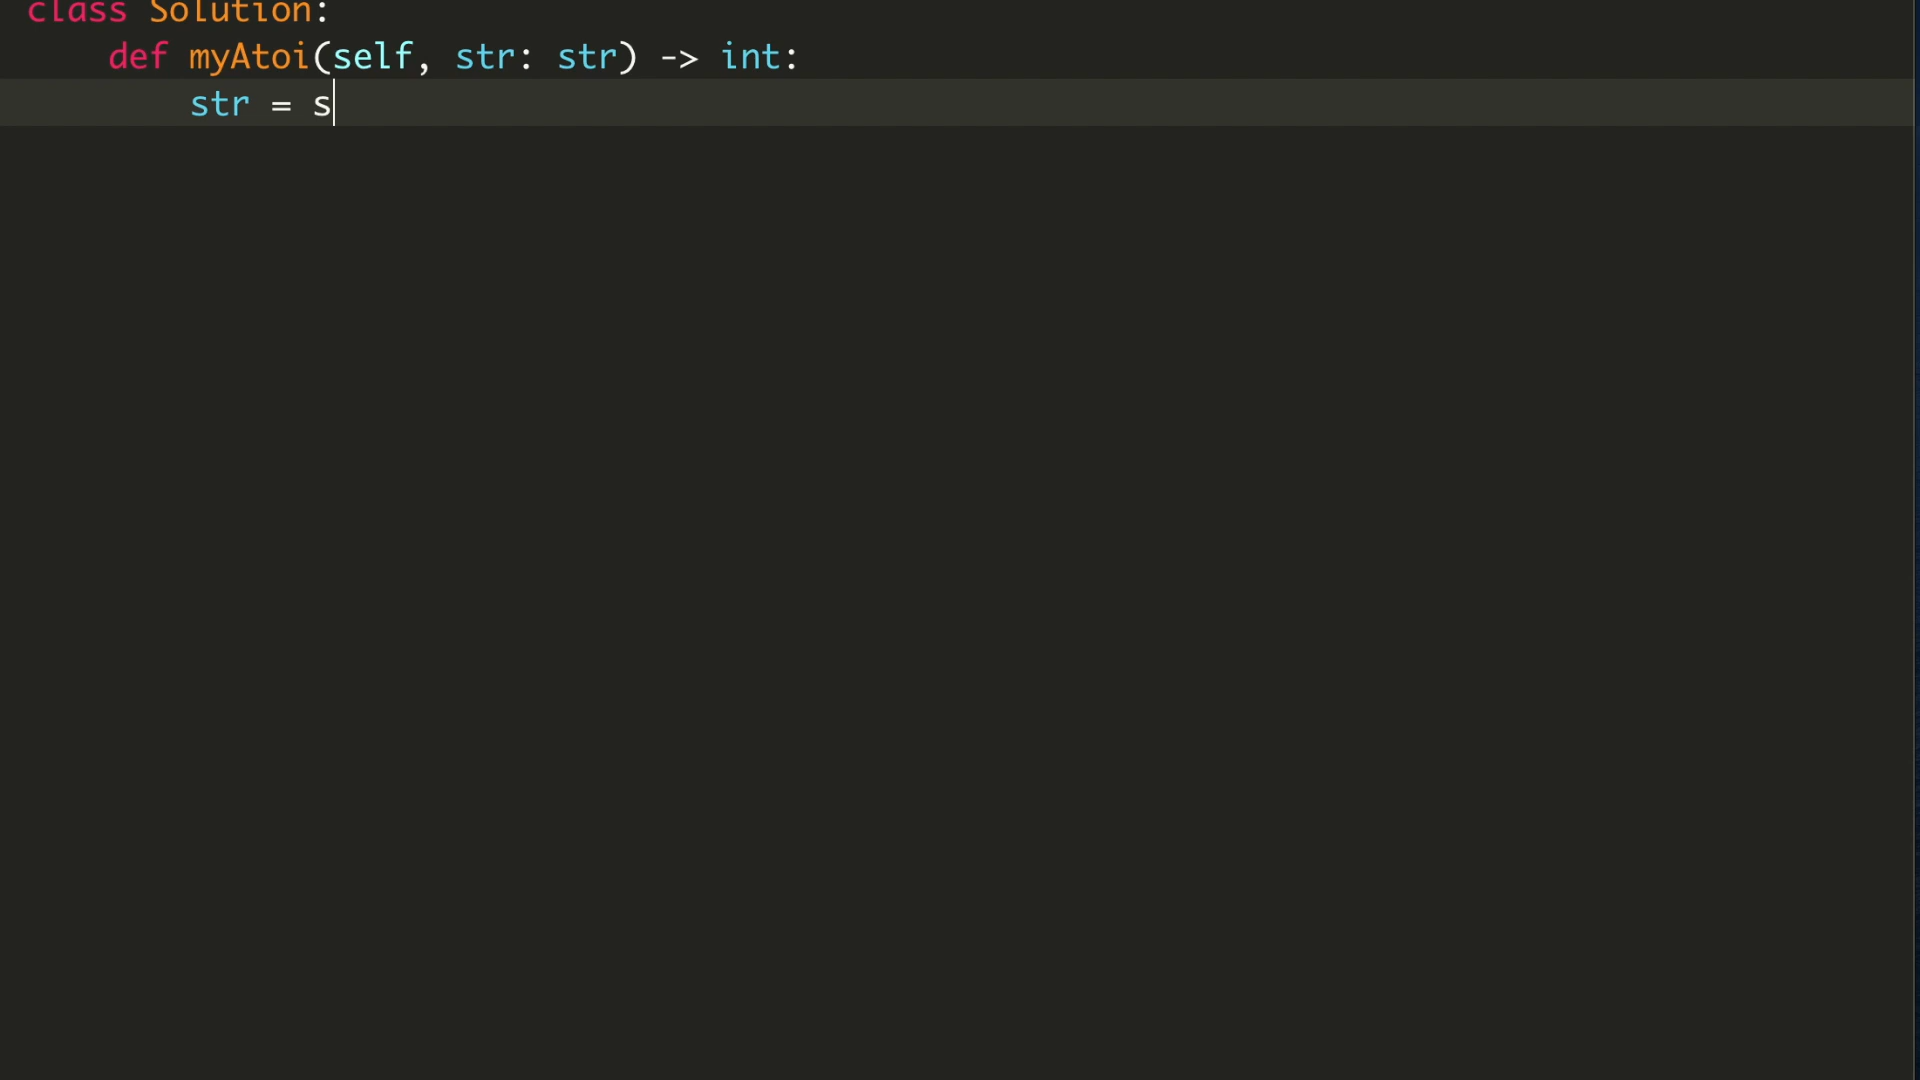 class Solution:
    def myAtoi(self, str: str) -> int:
        str = s